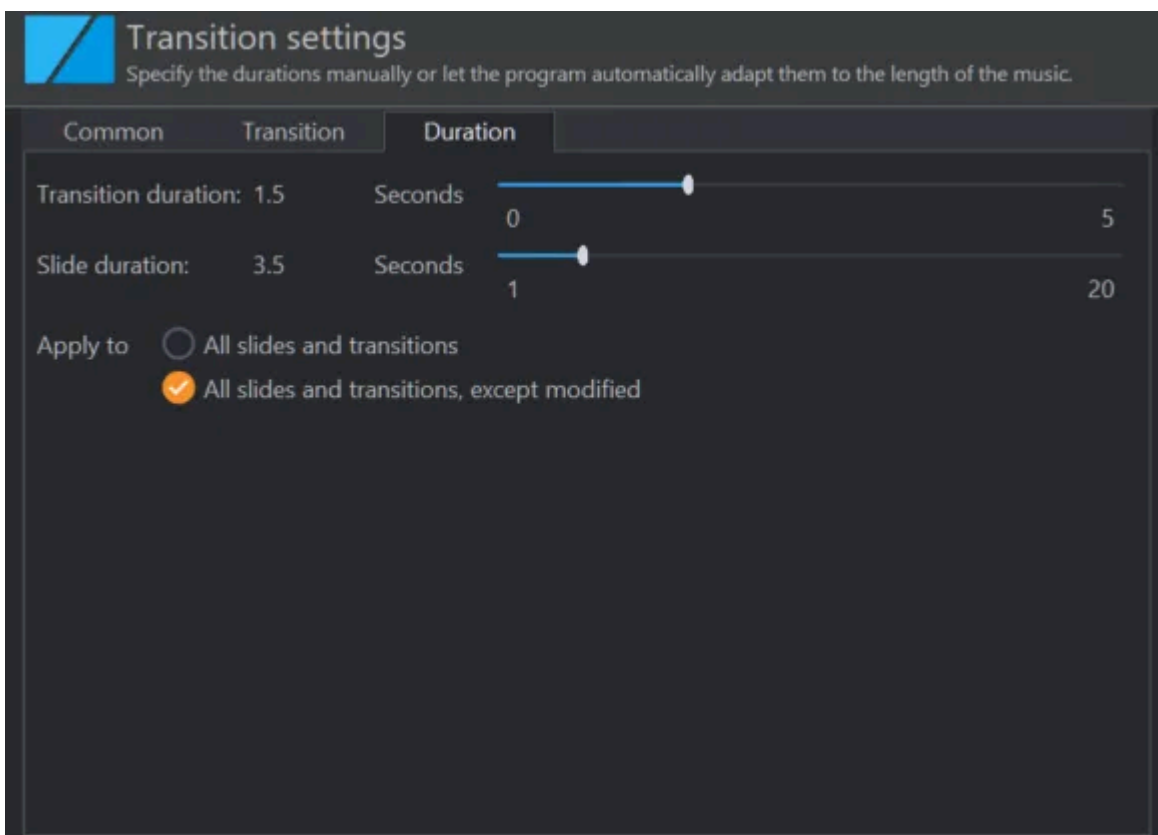 Transition settings
Specify the durations manually or let the program automatically adapt them to the length of the music.
Common Transition Duration
Transition duration: 1.5 Seconds
0 5
Slide duration: 3.5 Seconds
1 20
Apply to All slides and transitions
All slides and transitions, except modified